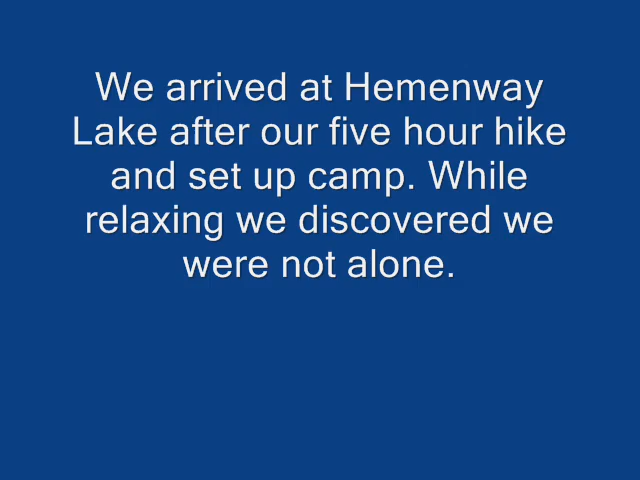 We arrived at Hemenway
Lake after our five hour hike
and set up camp. While
relaxing we discovered we
were not alone.